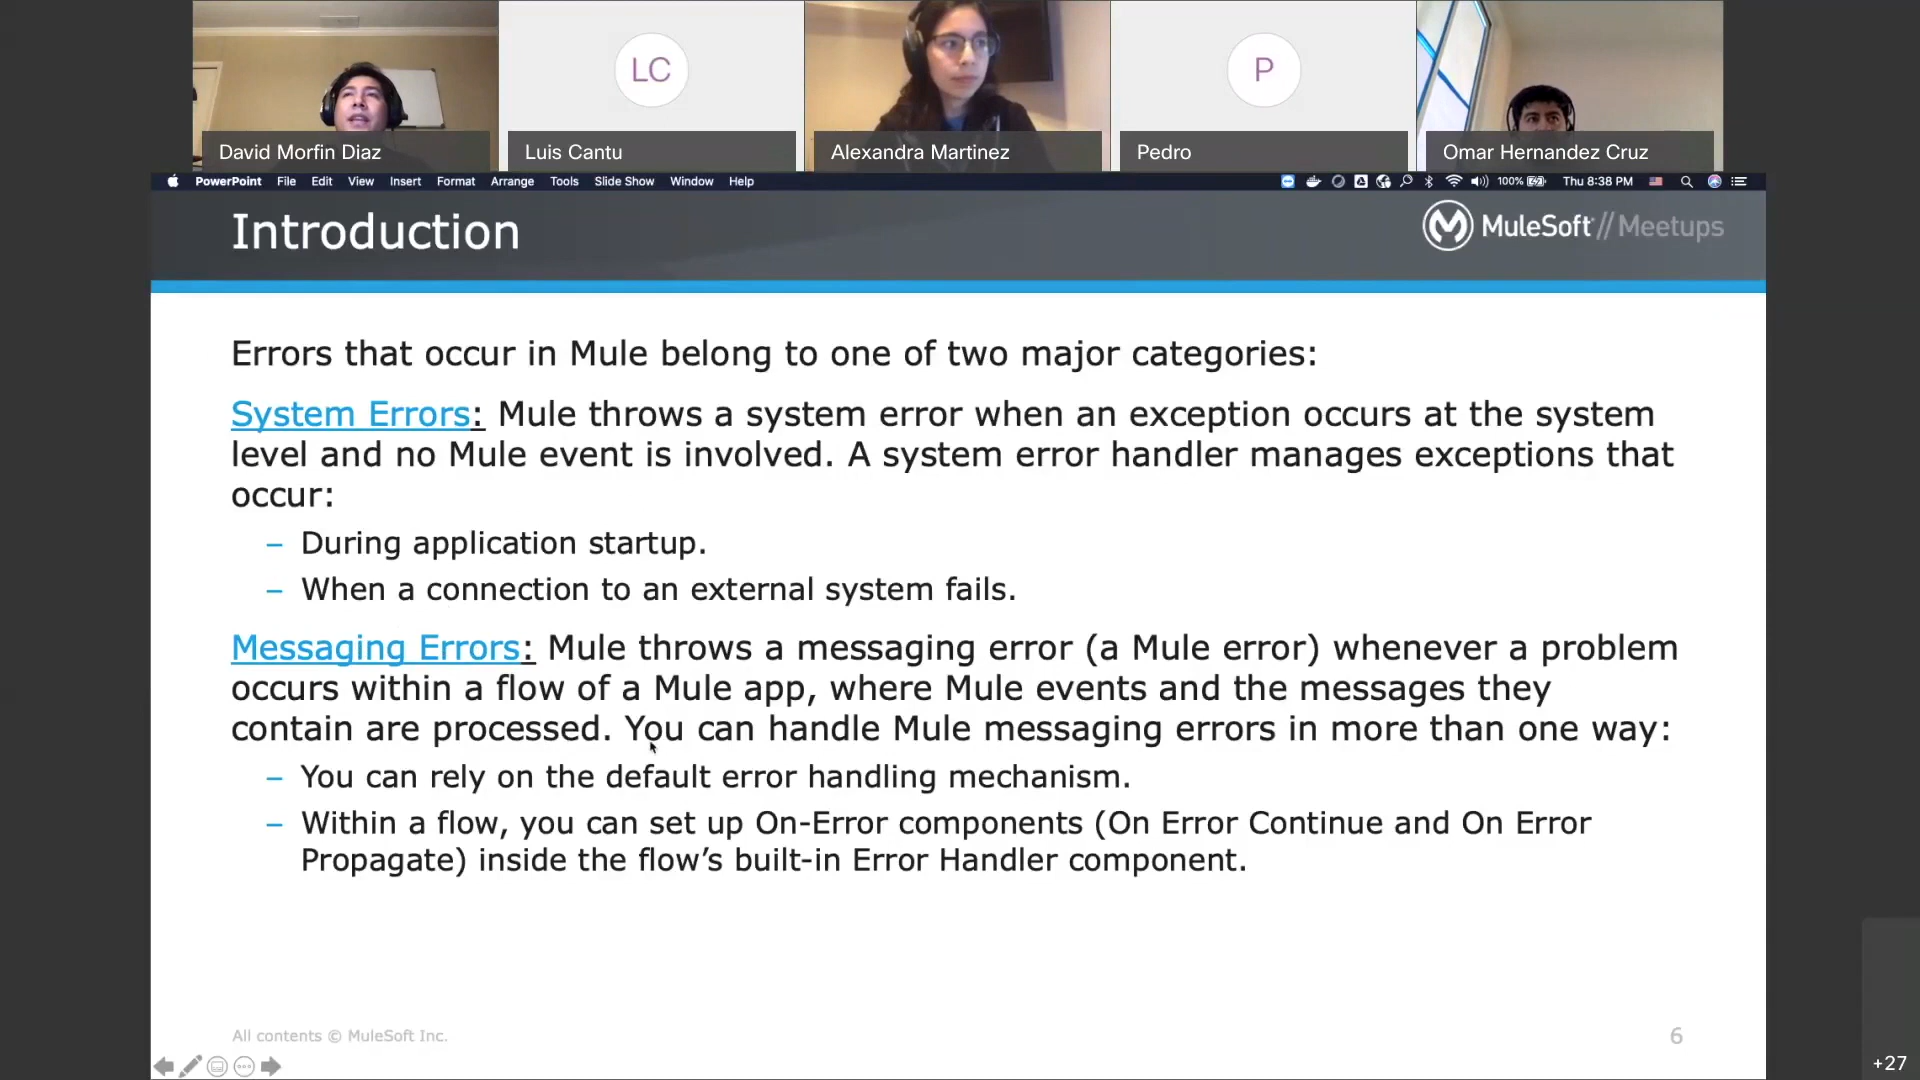 LC
P
David Morfin Diaz
Luis Cantu
Alexandra Martinez
Pedro
Omar Hernandez Cruz
PowerPoint File Edit View Insert Format Arrange Tools Slide Show Window Help 100% Thu 8:38 PM
Introduction
MuleSoft // Meetups
Errors that occur in Mule belong to one of two major categories:
System Errors: Mule throws a system error when an exception occurs at the system
level and no Mule event is involved. A system error handler manages exceptions that
occur:
– During application startup.
– When a connection to an external system fails.
Messaging Errors: Mule throws a messaging error (a Mule error) whenever a problem
occurs within a flow of a Mule app, where Mule events and the messages they
contain are processed. You can handle Mule messaging errors in more than one way:
– You can rely on the default error handling mechanism.
– Within a flow, you can set up On-Error components (On Error Continue and On Error
Propagate) inside the flow’s built-in Error Handler component.
All contents © MuleSoft Inc.
6
+27